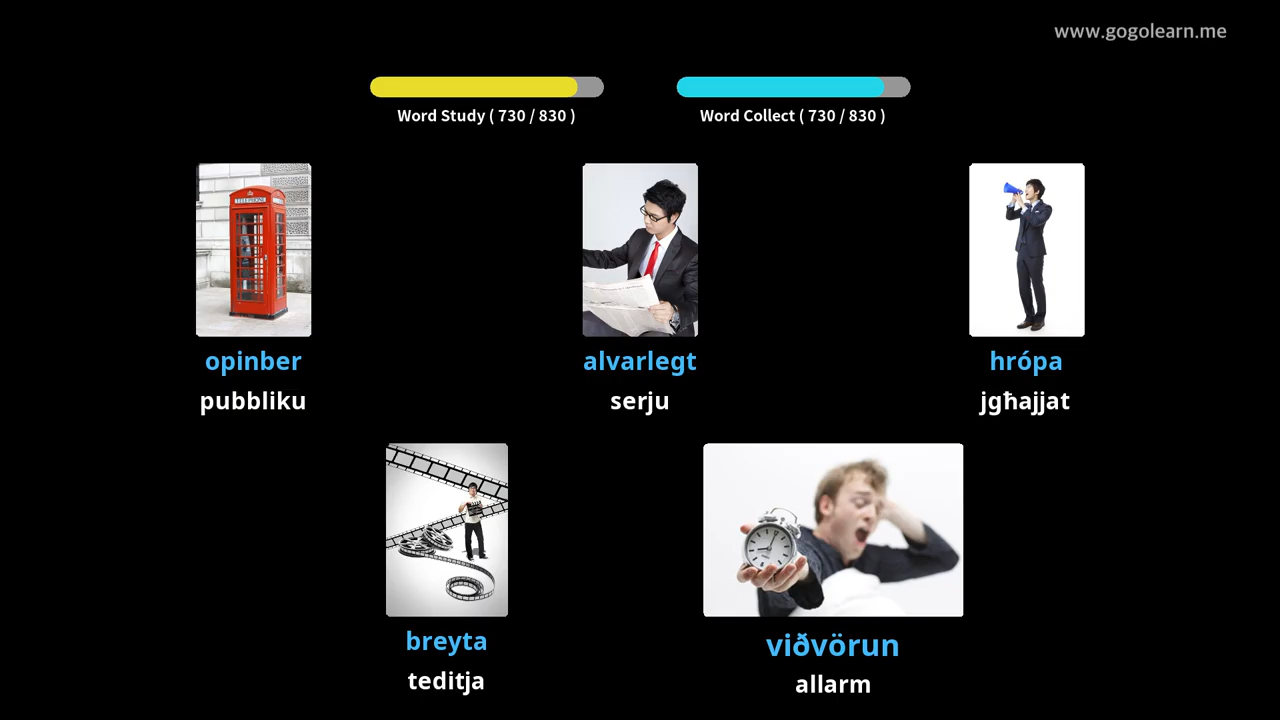 www.gogolearn.me
Word Study ( 730 / 830 )
Word Collect ( 730 / 830 )
TELEPHONE
opinber
alvarlegt
hrópa
pubbliku
serju
jgħajjat
breyta
viðvörun
teditja
allarm